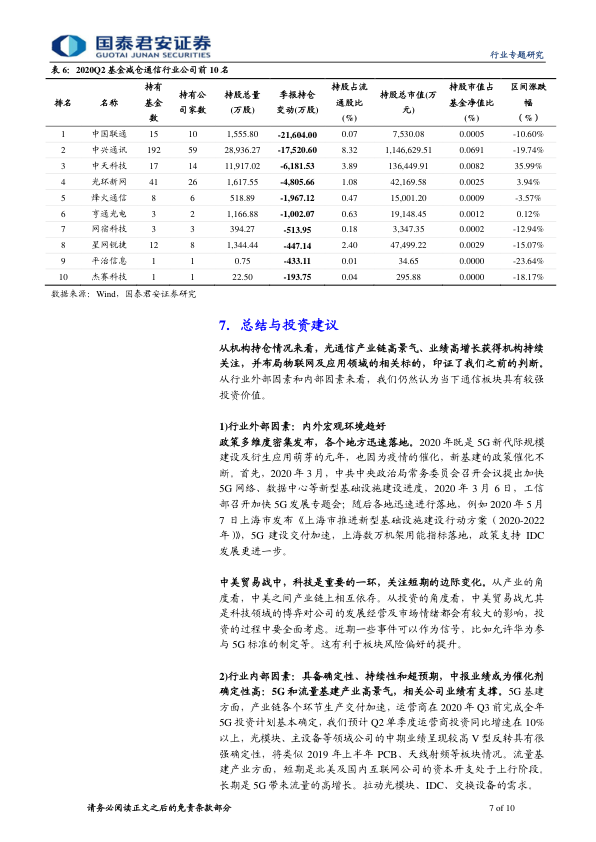 国泰君安证券
GUOTAI JUNAN SECURITIES
行业专题研究
表 6: 2020Q2 基金减仓通信行业公司前 10 名
排名 名称 持有基金数 持有公司家数 持股总量(万股) 季报持仓变动(万股) 持股占流通股比(%) 持股总市值(万元) 持股市值占基金净值比(%) 区间涨跌幅(%)
1 中国联通 15 10 1,555.80 -21,604.00 0.07 7,530.08 0.0005 -10.60%
2 中兴通讯 192 59 28,936.27 -17,520.60 8.32 1,146,629.51 0.0691 -19.74%
3 中天科技 17 14 11,917.02 -6,181.53 3.89 136,449.91 0.0082 35.99%
4 光环新网 41 26 1,617.55 -4,805.66 1.08 42,169.58 0.0025 3.94%
5 烽火通信 8 6 518.89 -1,967.12 0.47 15,001.20 0.0009 -3.57%
6 亨通光电 3 2 1,166.88 -1,002.07 0.63 19,148.45 0.0012 0.12%
7 网宿科技 3 3 394.27 -513.95 0.18 3,347.35 0.0002 -12.94%
8 星网锐捷 12 8 1,344.44 -447.14 2.40 47,499.22 0.0029 -15.07%
9 平治信息 1 1 0.75 -433.11 0.01 34.65 0.0000 -23.64%
10 杰赛科技 1 1 22.50 -193.75 0.04 295.88 0.0000 -18.17%
数据来源：Wind，国泰君安证券研究
7. 总结与投资建议
从机构持仓情况来看，光通信产业链高景气、业绩高增长获得机构持续
关注，并布局物联网及应用领域的相关标的，印证了我们之前的判断。
从行业外部因素和内部因素来看，我们仍然认为当下通信板块具有较强
投资价值。
1)行业外部因素：内外宏观环境趋好
政策多维度密集发布，各个地方迅速落地。2020 年既是 5G 新代际规模
建设及衍生应用萌芽的元年，也因为疫情的催化，新基建的政策催化不
断。首先，2020 年 3 月，中共中央政治局常务委员会召开会议提出加快
5G 网络、数据中心等新型基础设施建设进度，2020 年 3 月 6 日，工信
部召开加快 5G 发展专题会；随后各地迅速进行落地，例如 2020 年 5 月
7 日上海市发布《上海市推进新型基础设施建设行动方案（2020-2022
年)》，5G 建设交付加速，上海数万机架用能指标落地，政策支持 IDC
发展更进一步。
中美贸易战中，科技是重要的一环，关注短期的边际变化。从产业的角
度看，中美之间产业链上相互依存。从投资的角度看，中美贸易战尤其
是科技领域的博弈对公司的发展经营及市场情绪都会有较大的影响，投
资的过程中要全面考虑。近期一些事件可以作为信号，比如允许华为参
与 5G 标准的制定等。这有利于板块风险偏好的提升。
2)行业内部因素：具备确定性、持续性和超预期，中报业绩成为催化剂
确定性高：5G 和流量基建产业高景气，相关公司业绩有支撑。5G 基建
方面，产业链各个环节生产交付加速，运营商在 2020 年 Q3 前完成全年
5G 投资计划基本确定，我们预计 Q2 单季度运营商投资同比增速在 10%
以上，光模块、主设备等领域公司的中期业绩呈现较高 V 型反转具有很
强确定性，将类似 2019 年上半年 PCB、天线射频等板块情况。流量基
建产业方面，短期是北美及国内互联网公司的资本开支处于上行阶段。
长期是 5G 带来流量的高增长。拉动光模块、IDC、交换设备的需求。
请务必阅读正文之后的免责条款部分
7 of 10